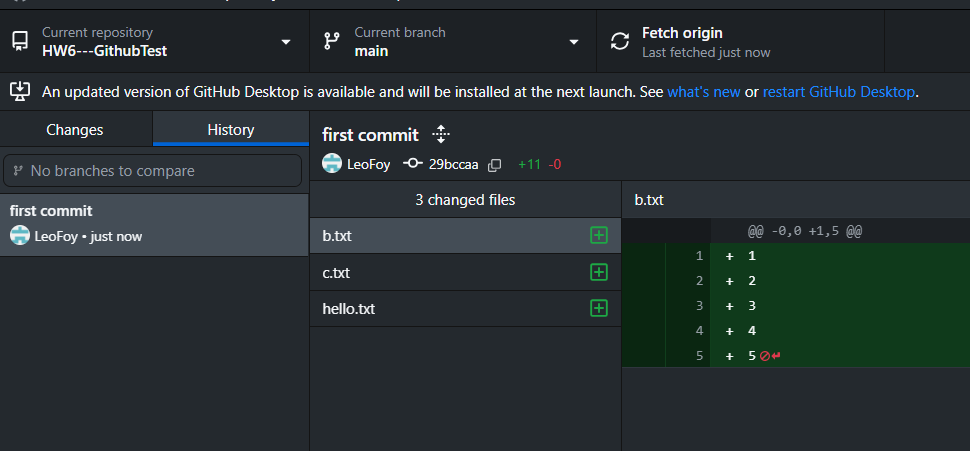 Current repository
HW6---GithubTest
Current branch
main
Fetch origin
Last fetched just now
An updated version of GitHub Desktop is available and will be installed at the next launch. See what's new or restart GitHub Desktop.
Changes
History
No branches to compare
first commit
LeoFoy • just now
first commit
LeoFoy 29bccaa +11 -0
3 changed files
b.txt
c.txt
hello.txt
b.txt
@@ -0,0 +1,5 @@
1 + 1
2 + 2
3 + 3
4 + 4
5 + 5